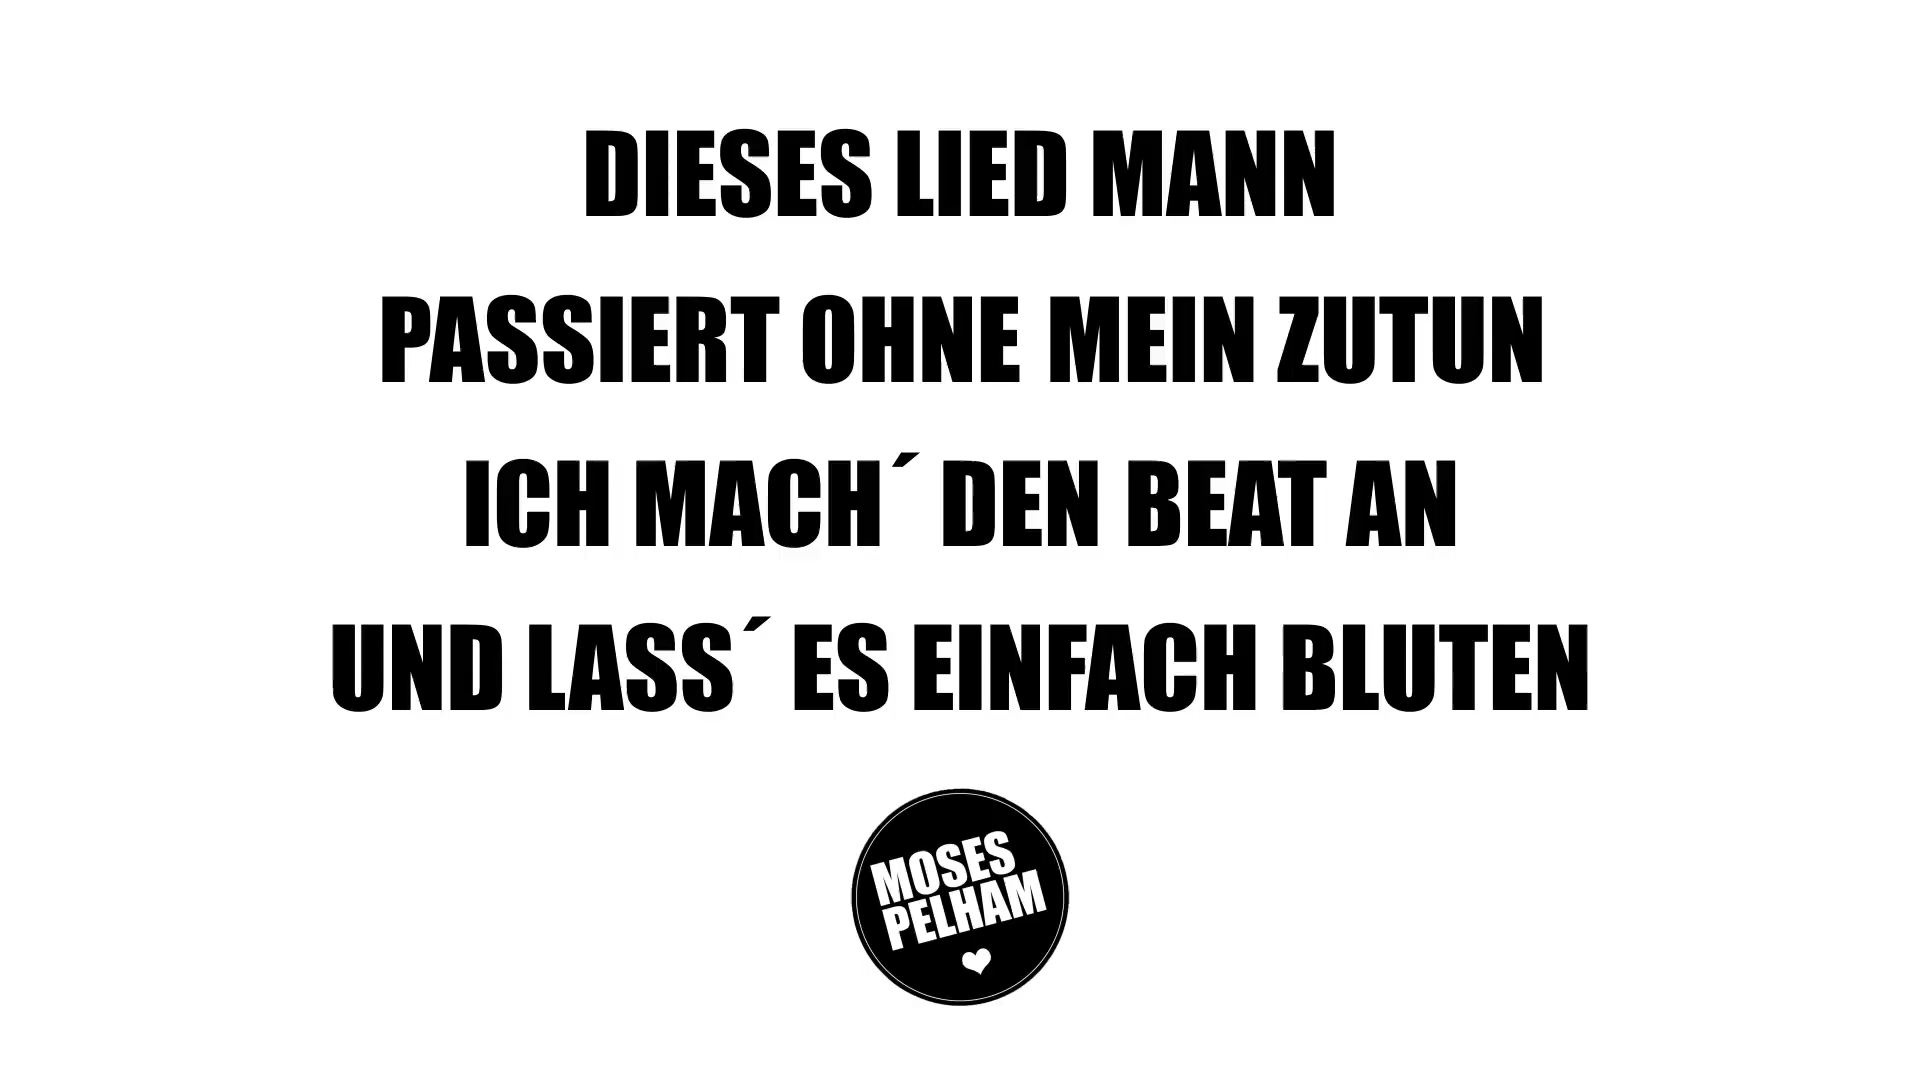 DIESES LIED MANN
PASSIERT OHNE MEIN ZUTUN
ICH MACH´ DEN BEAT AN
UND LASS´ ES EINFACH BLUTEN
MOSES
PELHAM